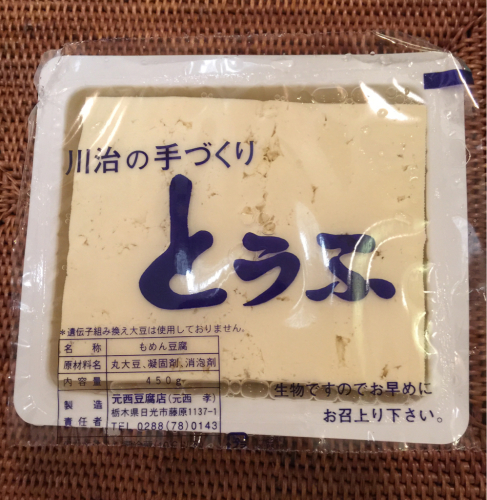 川治の手づくり
とうふ
*遺伝子組み換え大豆は使用しておりません。
名 称 もめん豆腐
原材料名 丸大豆、凝固剤、消泡剤
内容量 450g
製 造 元西豆腐店(元西 孝)
責任者 栃木県日光市藤原1137-1
TEL 0288(78)0143
生物ですのでお早めに
お召上り下さい。